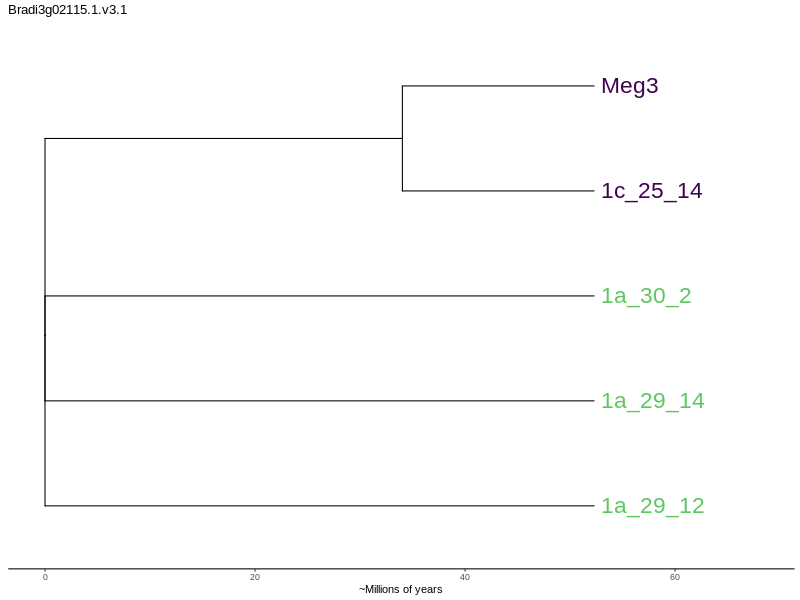 Bradi3g02115.1.v3.1
Meg3
1c_25_14
1a_30_2
1a_29_14
1a_29_12
0 20 40 60
~Millions of years